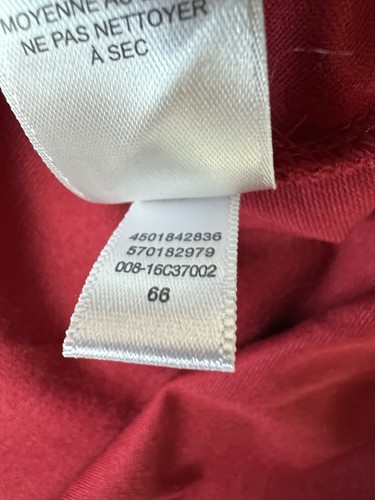 MOYENNE
NE PAS NETTOYER
À SEC
4501842836
570182979
008-16C37002
66